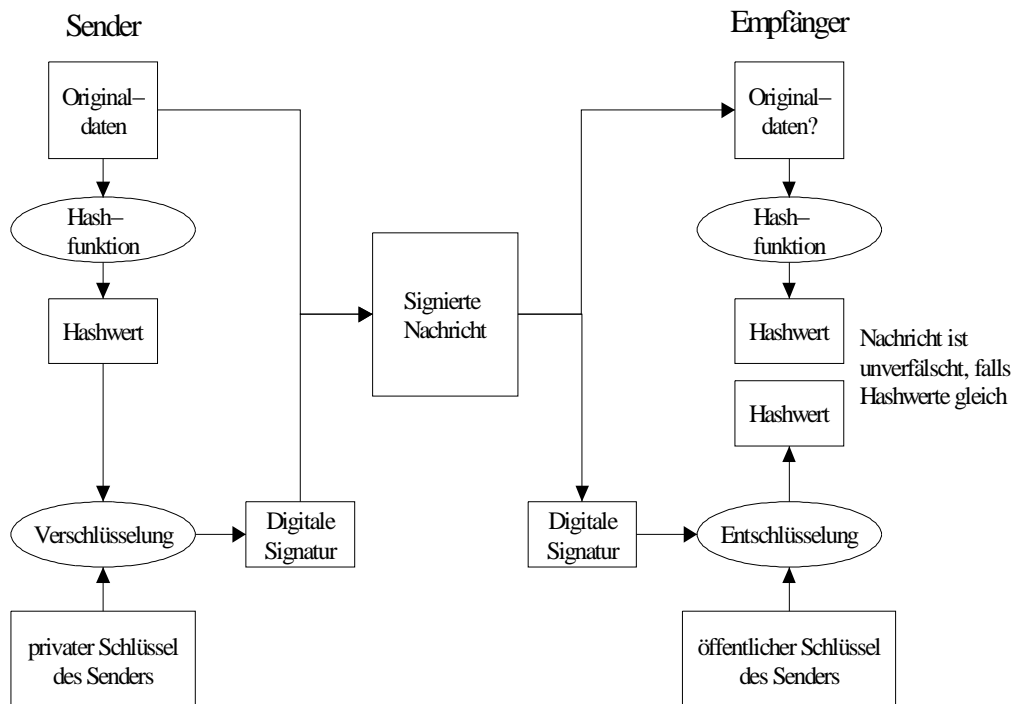 Sender
Empfänger
Original–
daten
Original–
daten?
Hash–
funktion
Hash–
funktion
Signierte
Nachricht
Hashwert
Hashwert
Nachricht ist
unverfälscht, falls
Hashwerte gleich
Hashwert
Verschlüsselung
Digitale
Signatur
Digitale
Signatur
Entschlüsselung
privater Schlüssel
des Senders
öffentlicher Schlüssel
des Senders